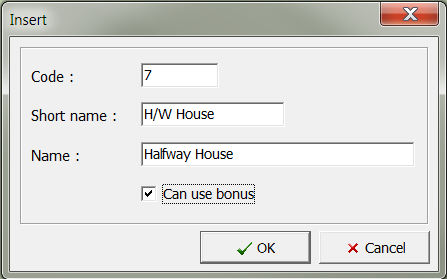 Insert
Code : 7
Short name : H/W House
Name : Halfway House
Can use bonus
OK Cancel